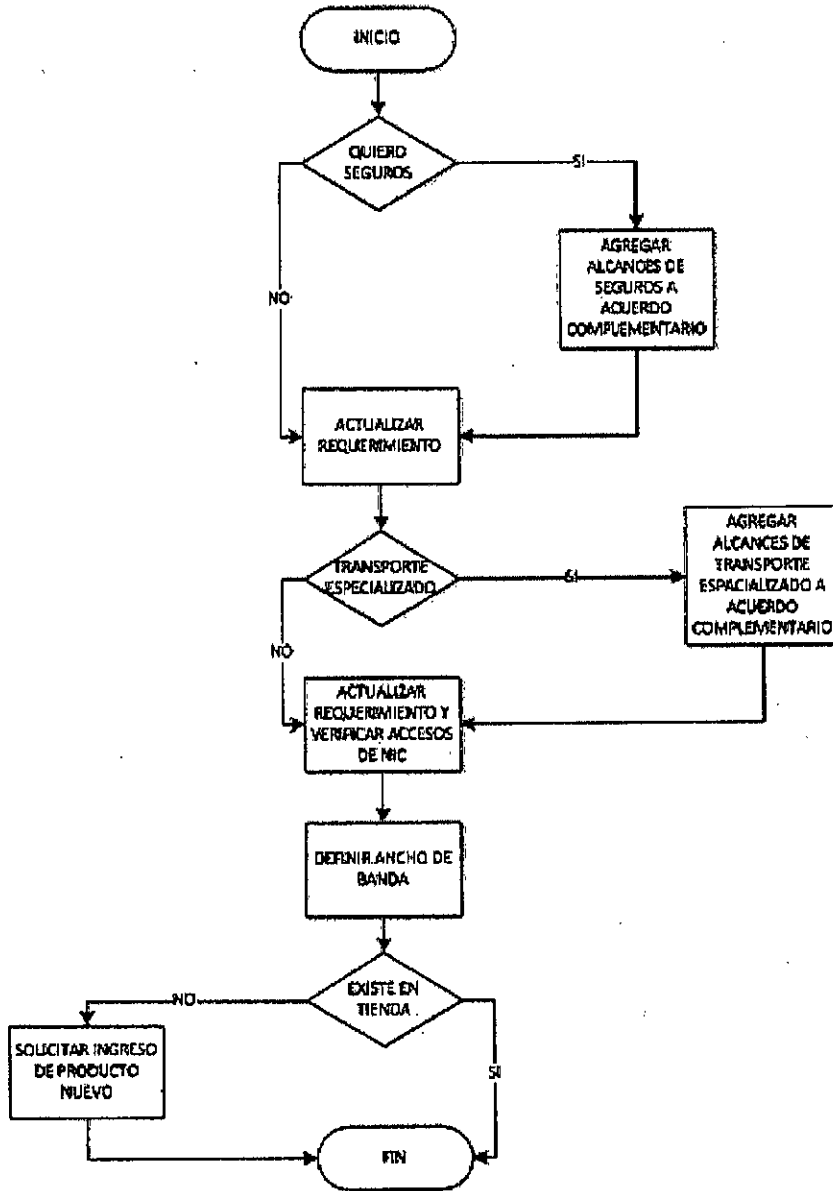 INICIO
QUIERO
SEGUROS
SI
NO
AGREGAR
ALCANCES DE
SEGUROS A
ACUERDO
COMPLEMENTARIO
ACTUALIZAR
REQUERIMIENTO
TRANSPORTE
ESPECIALIZADO
SI
NO
AGREGAR
ALCANCES DE
TRANSPORTE
ESPACIALIZADO A
ACUERDO
COMPLEMENTARIO
ACTUALIZAR
REQUERIMIENTO Y
VERIFICAR ACCESOS
DE MIC
DEFINIR ANCHO DE
BANDA
EXISTE EN
TIENDA
NO
SI
SOLICITAR INGRESO
DE PRODUCTO
NUEVO
FIN